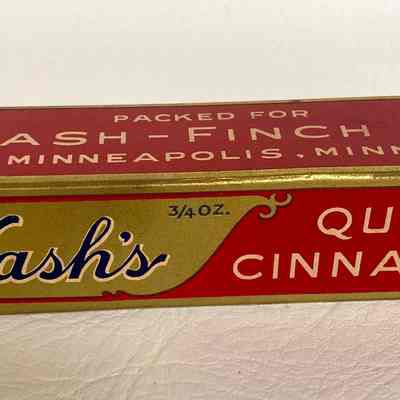 PACKED FOR
ASH-FINCH
MINNEAPOLIS, MINN
ash's
3/4 OZ.
QU
CINNA